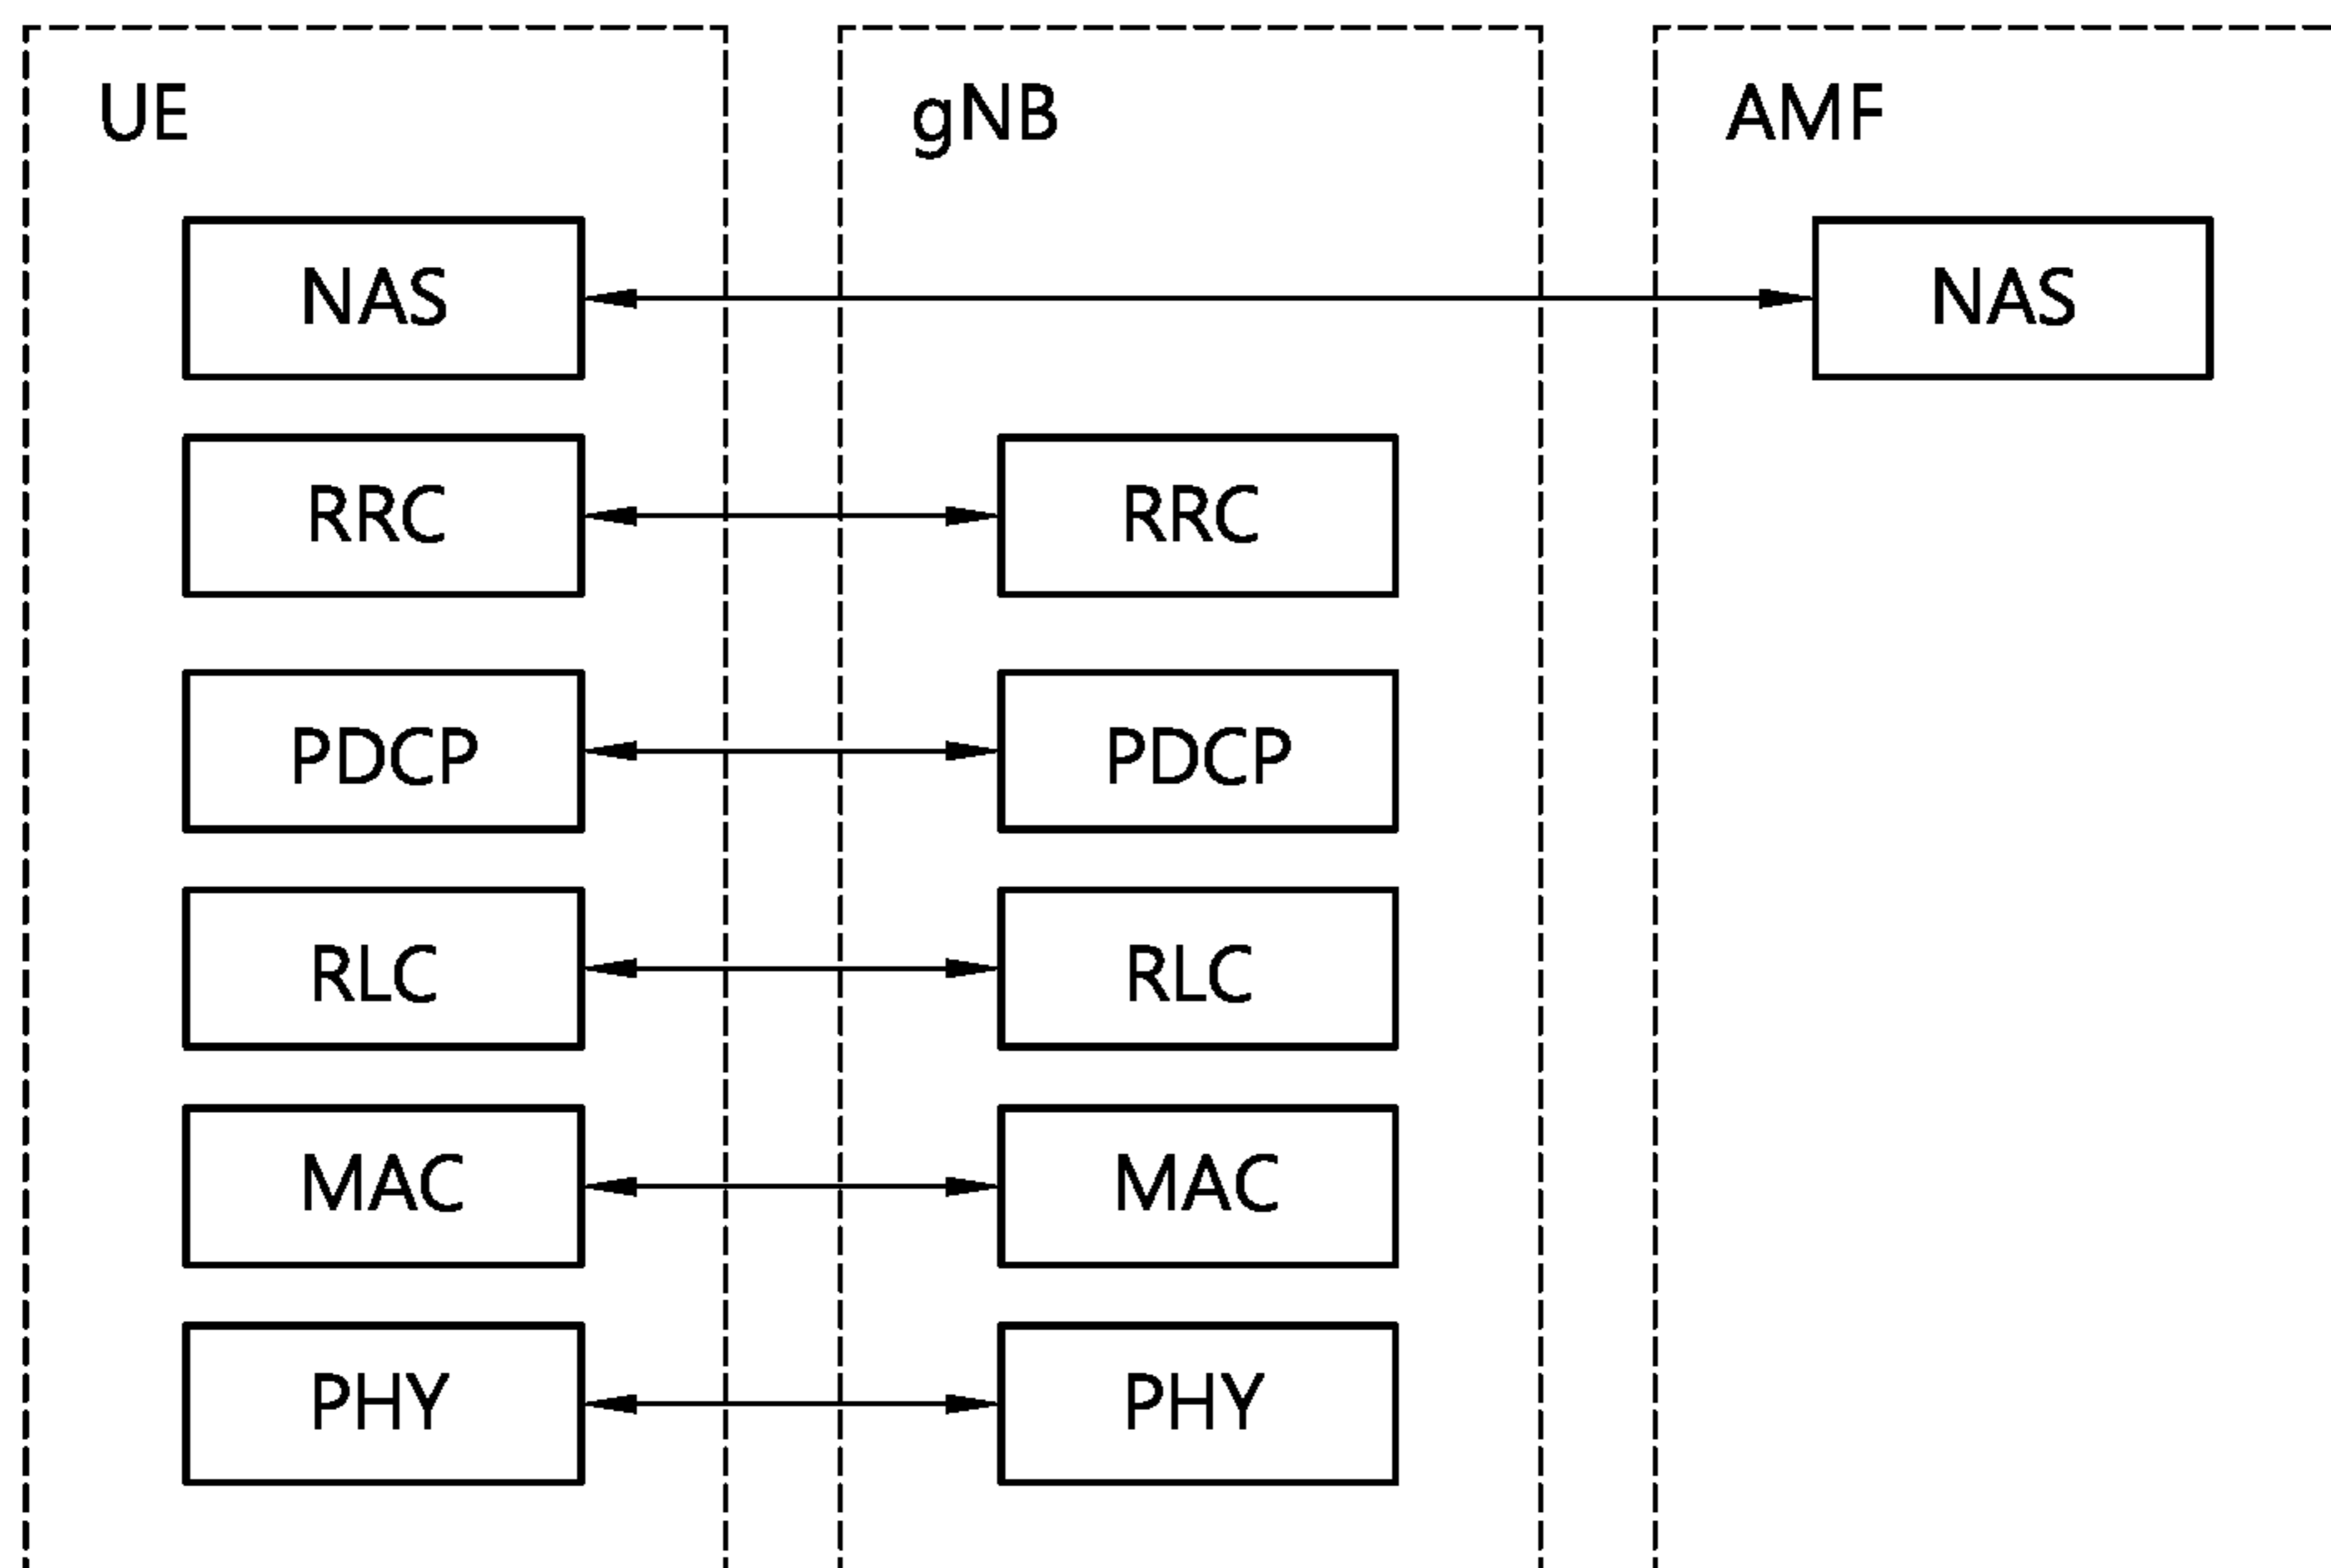 UE gNB AMF
NAS NAS
RRC RRC
PDCP PDCP
RLC RLC
MAC MAC
PHY PHY